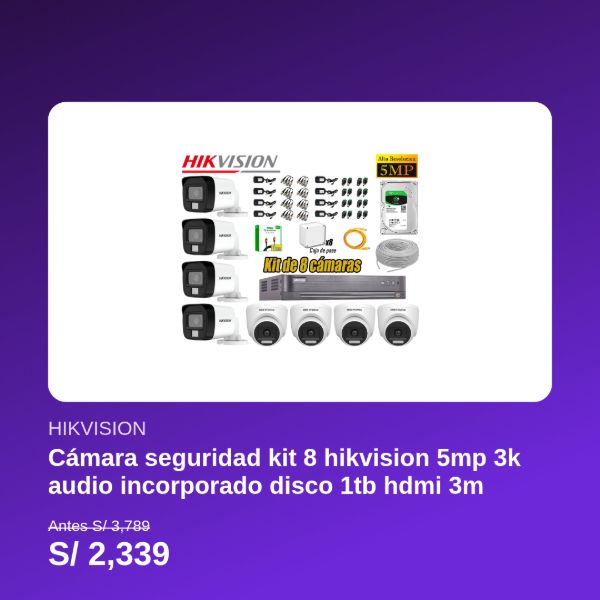 HIKVISION
Alta Resolución
5MP
x8
Caja de pase
Kit de 8 cámaras
HIKVISION
Cámara seguridad kit 8 hikvision 5mp 3k
audio incorporado disco 1tb hdmi 3m
Antes S/ 3,789
S/ 2,339